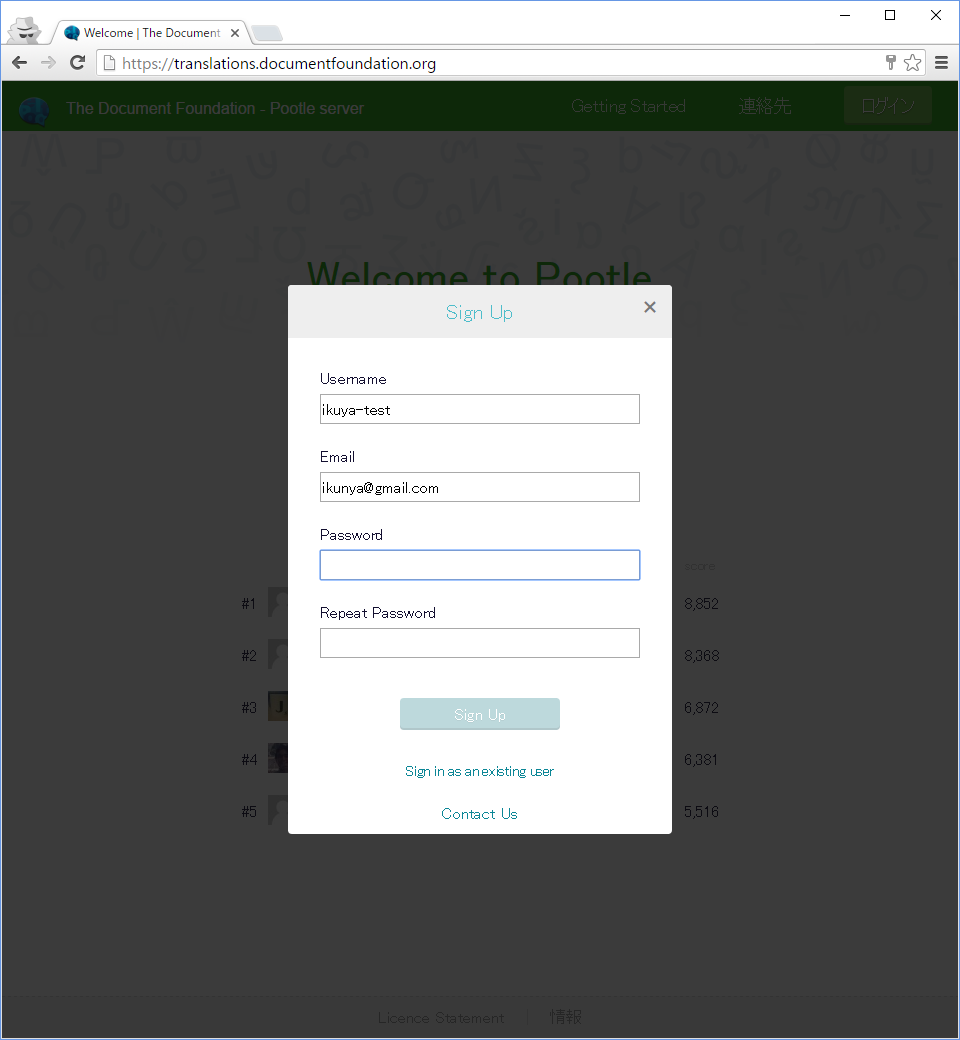 Welcome | The Document
https://translations.documentfoundation.org
The Document Foundation - Pootle server
Getting Started
連絡先
ログイン
Welcome to Pootle
Sign Up
Username
ikuya-test
Email
ikunya@gmail.com
Password
Repeat Password
Sign Up
Sign in as an existing user
Contact Us
score
#1 8,852
#2 8,368
#3 J 6,872
#4 6,381
#5 5,516
Licence Statement
情報